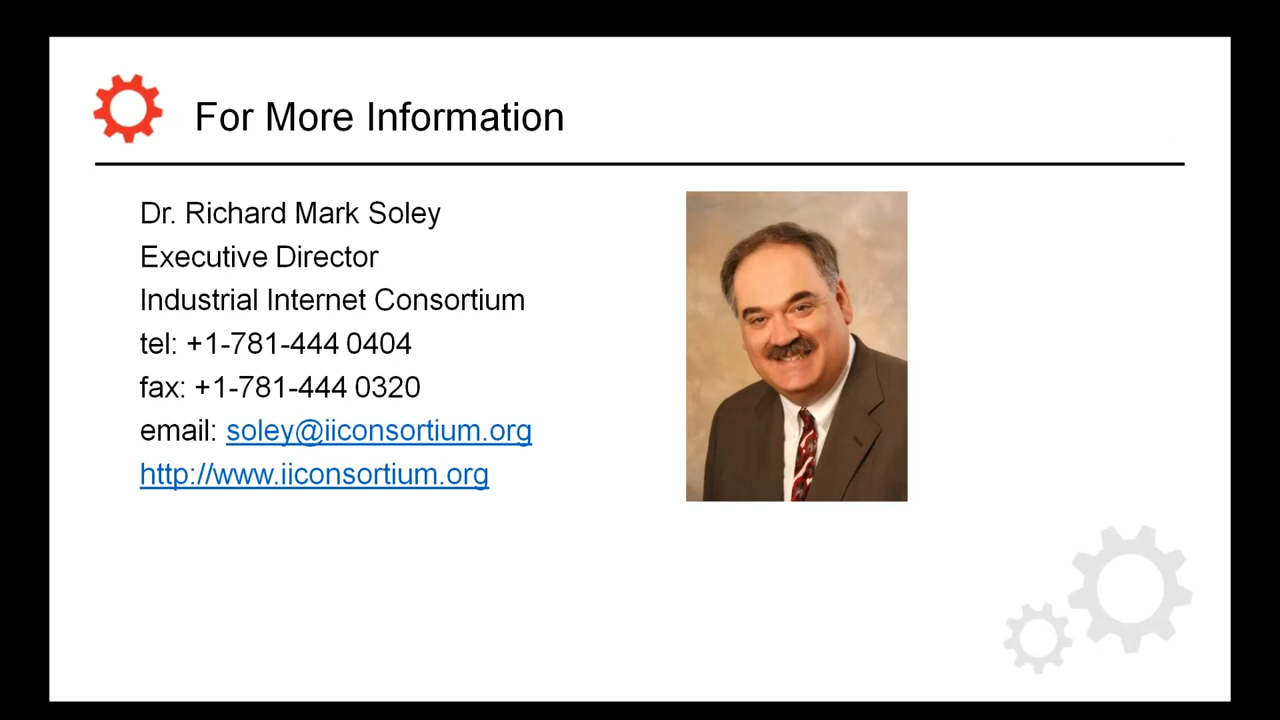 For More Information
Dr. Richard Mark Soley
Executive Director
Industrial Internet Consortium
tel: +1-781-444 0404
fax: +1-781-444 0320
email: soley@iiconsortium.org
http://www.iiconsortium.org